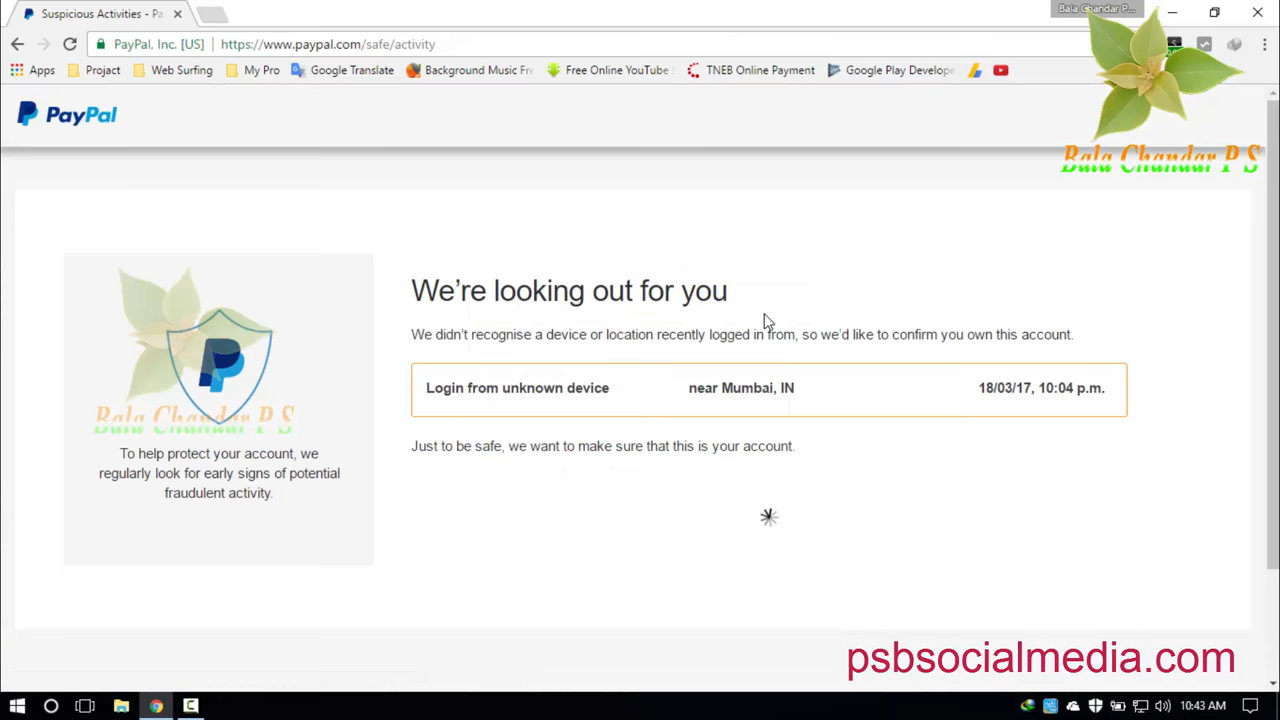 Suspicious Activities - Pa
Bala Chandar P...
PayPal, Inc. [US]
https://www.paypal.com/safe/activity
Apps
Project
Web Surfing
My Pro
Google Translate
Background Music Fre
Free Online YouTube
TNEB Online Payment
Google Play Develope
PayPal
Bala Chandar P S
We're looking out for you
We didn't recognise a device or location recently logged in from, so we'd like to confirm you own this account.
Login from unknown device near Mumbai, IN 18/03/17, 10:04 p.m.
Just to be safe, we want to make sure that this is your account.
Bala Chandar P S
To help protect your account, we
regularly look for early signs of potential
fraudulent activity.
psbsocialmedia.com
10:43 AM